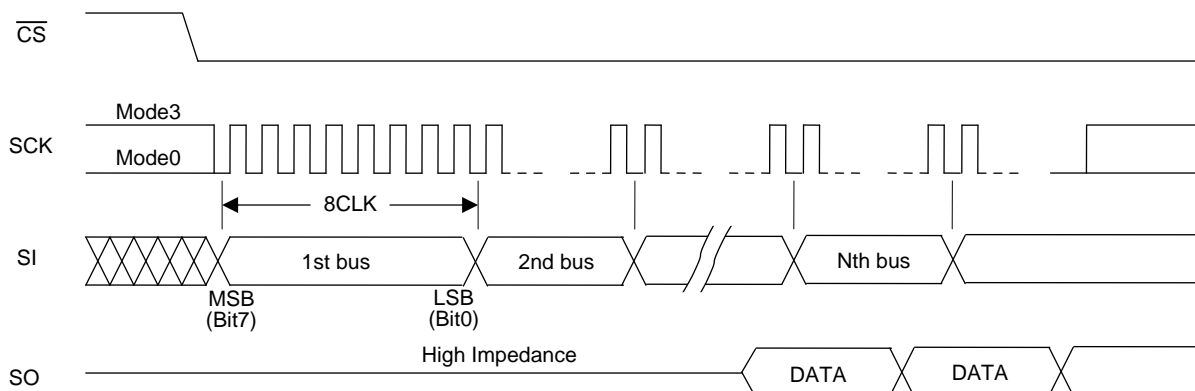 CS
Mode3
SCK
Mode0
8CLK
SI
1st bus
2nd bus
Nth bus
MSB
(Bit7)
LSB
(Bit0)
High Impedance
SO
DATA
DATA